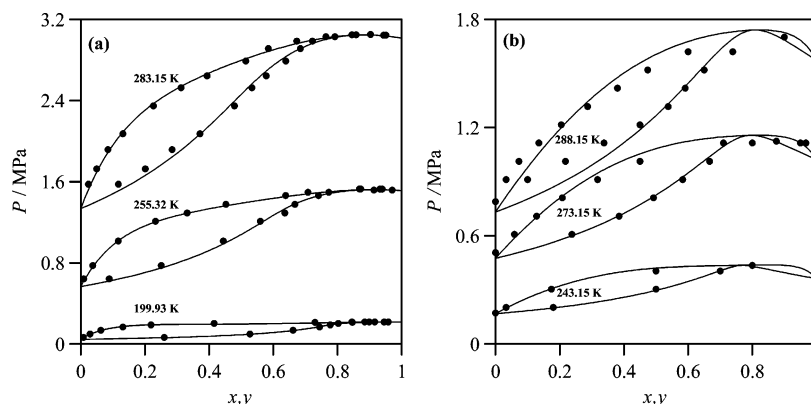 3.2
(a)
283.15 K
2.4
P / MPa
1.6
255.32 K
0.8
199.93 K
0
0 0.2 0.4 0.6 0.8 1
x,y
1.8
(b)
288.15 K
1.2
P / MPa
273.15 K
0.6
243.15 K
0
0 0.2 0.4 0.6 0.8
x,y